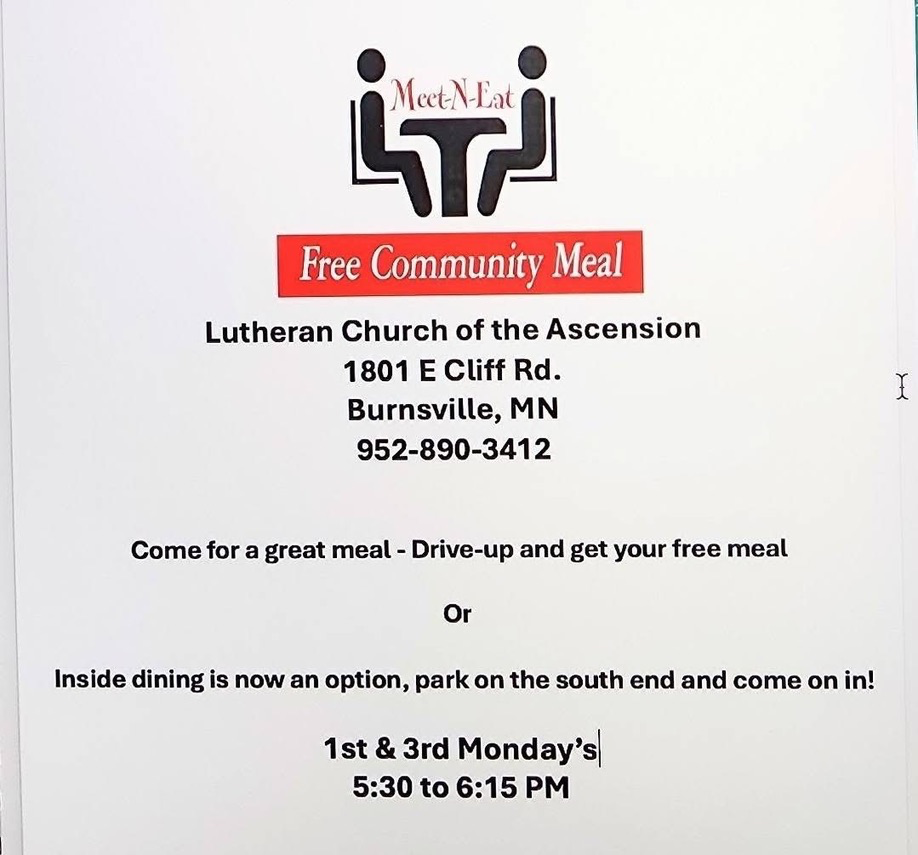 Meet-N-Eat
Free Community Meal
Lutheran Church of the Ascension
1801 E Cliff Rd.
Burnsville, MN
952-890-3412
Come for a great meal - Drive-up and get your free meal
Or
Inside dining is now an option, park on the south end and come on in!
1st & 3rd Monday’s
5:30 to 6:15 PM